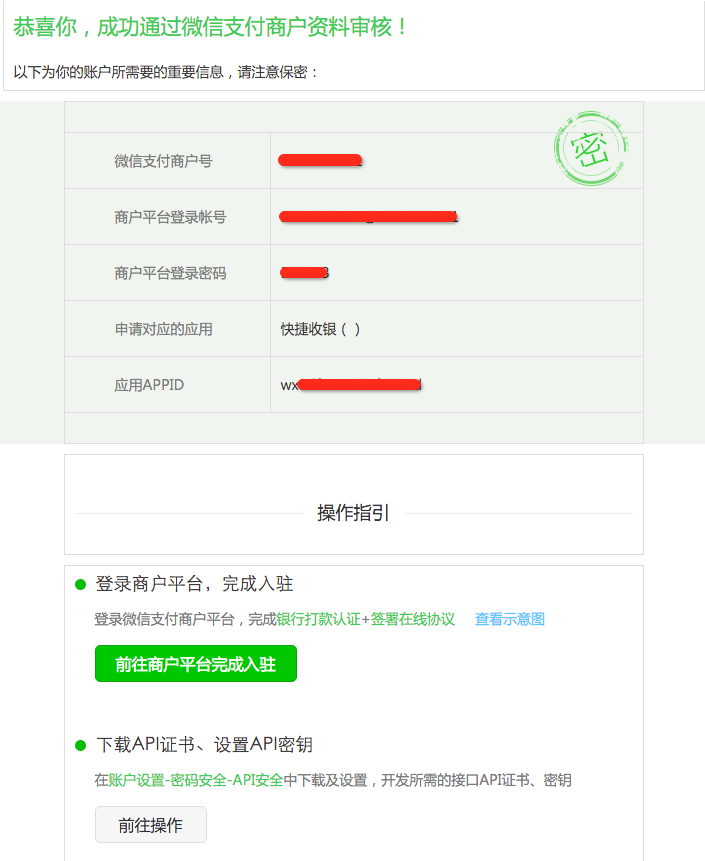 恭喜你，成功通过微信支付商户资料审核！
以下为你的账户所需要的重要信息，请注意保密：
密
微信支付商户号
商户平台登录帐号
商户平台登录密码
申请对应的应用 快捷收银（ ）
应用APPID wx
操作指引
登录商户平台，完成入驻
登录微信支付商户平台，完成银行打款认证+签署在线协议 查看示意图
前往商户平台完成入驻
下载API证书、设置API密钥
在账户设置-密码安全-API安全中下载及设置，开发所需的接口API证书、密钥
前往操作